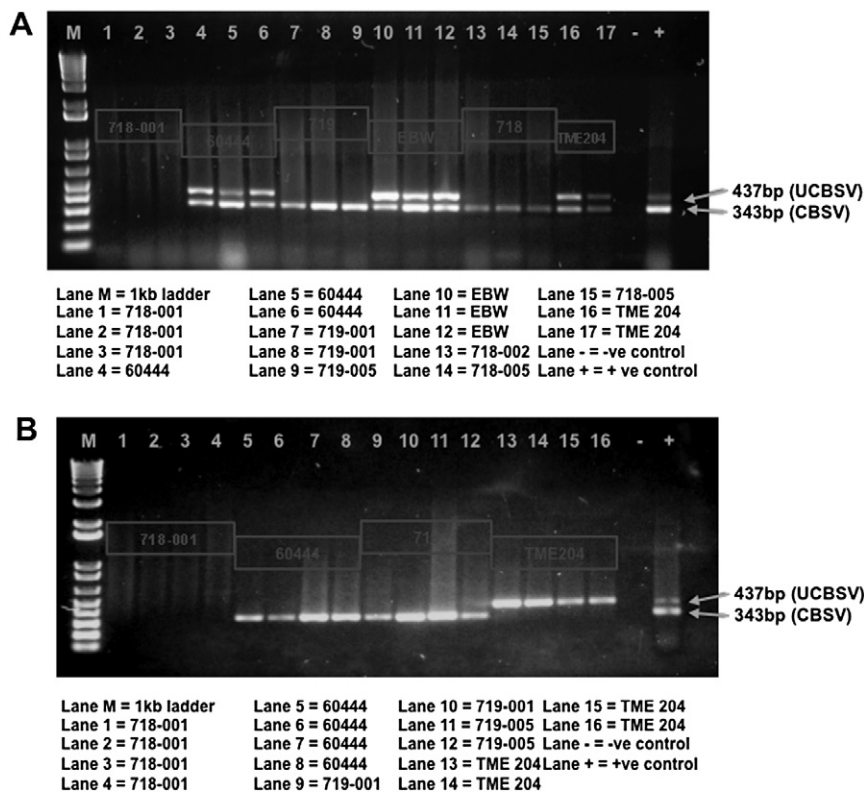 A
M 1 2 3 4 5 6 7 8 9 10 11 12 13 14 15 16 17 - +
718-001 60444 719 EBW 718 TME204
437bp (UCBSV)
343bp (CBSV)
Lane M = 1kb ladder
Lane 1 = 718-001
Lane 2 = 718-001
Lane 3 = 718-001
Lane 4 = 60444
Lane 5 = 60444
Lane 6 = 60444
Lane 7 = 719-001
Lane 8 = 719-001
Lane 9 = 719-005
Lane 10 = EBW
Lane 11 = EBW
Lane 12 = EBW
Lane 13 = 718-002
Lane 14 = 718-005
Lane 15 = 718-005
Lane 16 = TME 204
Lane 17 = TME 204
Lane - = -ve control
Lane + = + ve control
B
M 1 2 3 4 5 6 7 8 9 10 11 12 13 14 15 16 - +
718-001 60444 TME204
437bp (UCBSV)
343bp (CBSV)
Lane M = 1kb ladder
Lane 1 = 718-001
Lane 2 = 718-001
Lane 3 = 718-001
Lane 4 = 718-001
Lane 5 = 60444
Lane 6 = 60444
Lane 7 = 60444
Lane 8 = 60444
Lane 9 = 719-001
Lane 10 = 719-001
Lane 11 = 719-005
Lane 12 = 719-005
Lane 13 = TME 204
Lane 14 = TME 204
Lane 15 = TME 204
Lane 16 = TME 204
Lane - = -ve control
Lane + = +ve control